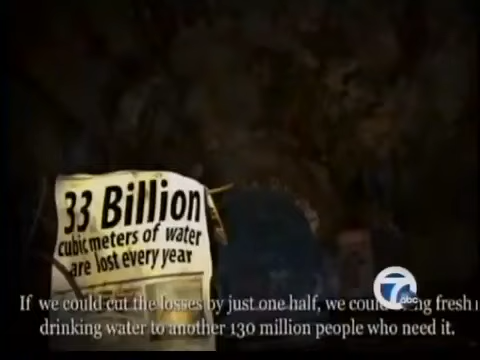 33 Billion
cubic meters of water
are lost every year
If we could cut the losses by just one half, we could fresh
drinking water to another 130 million people who need it.
7 abc